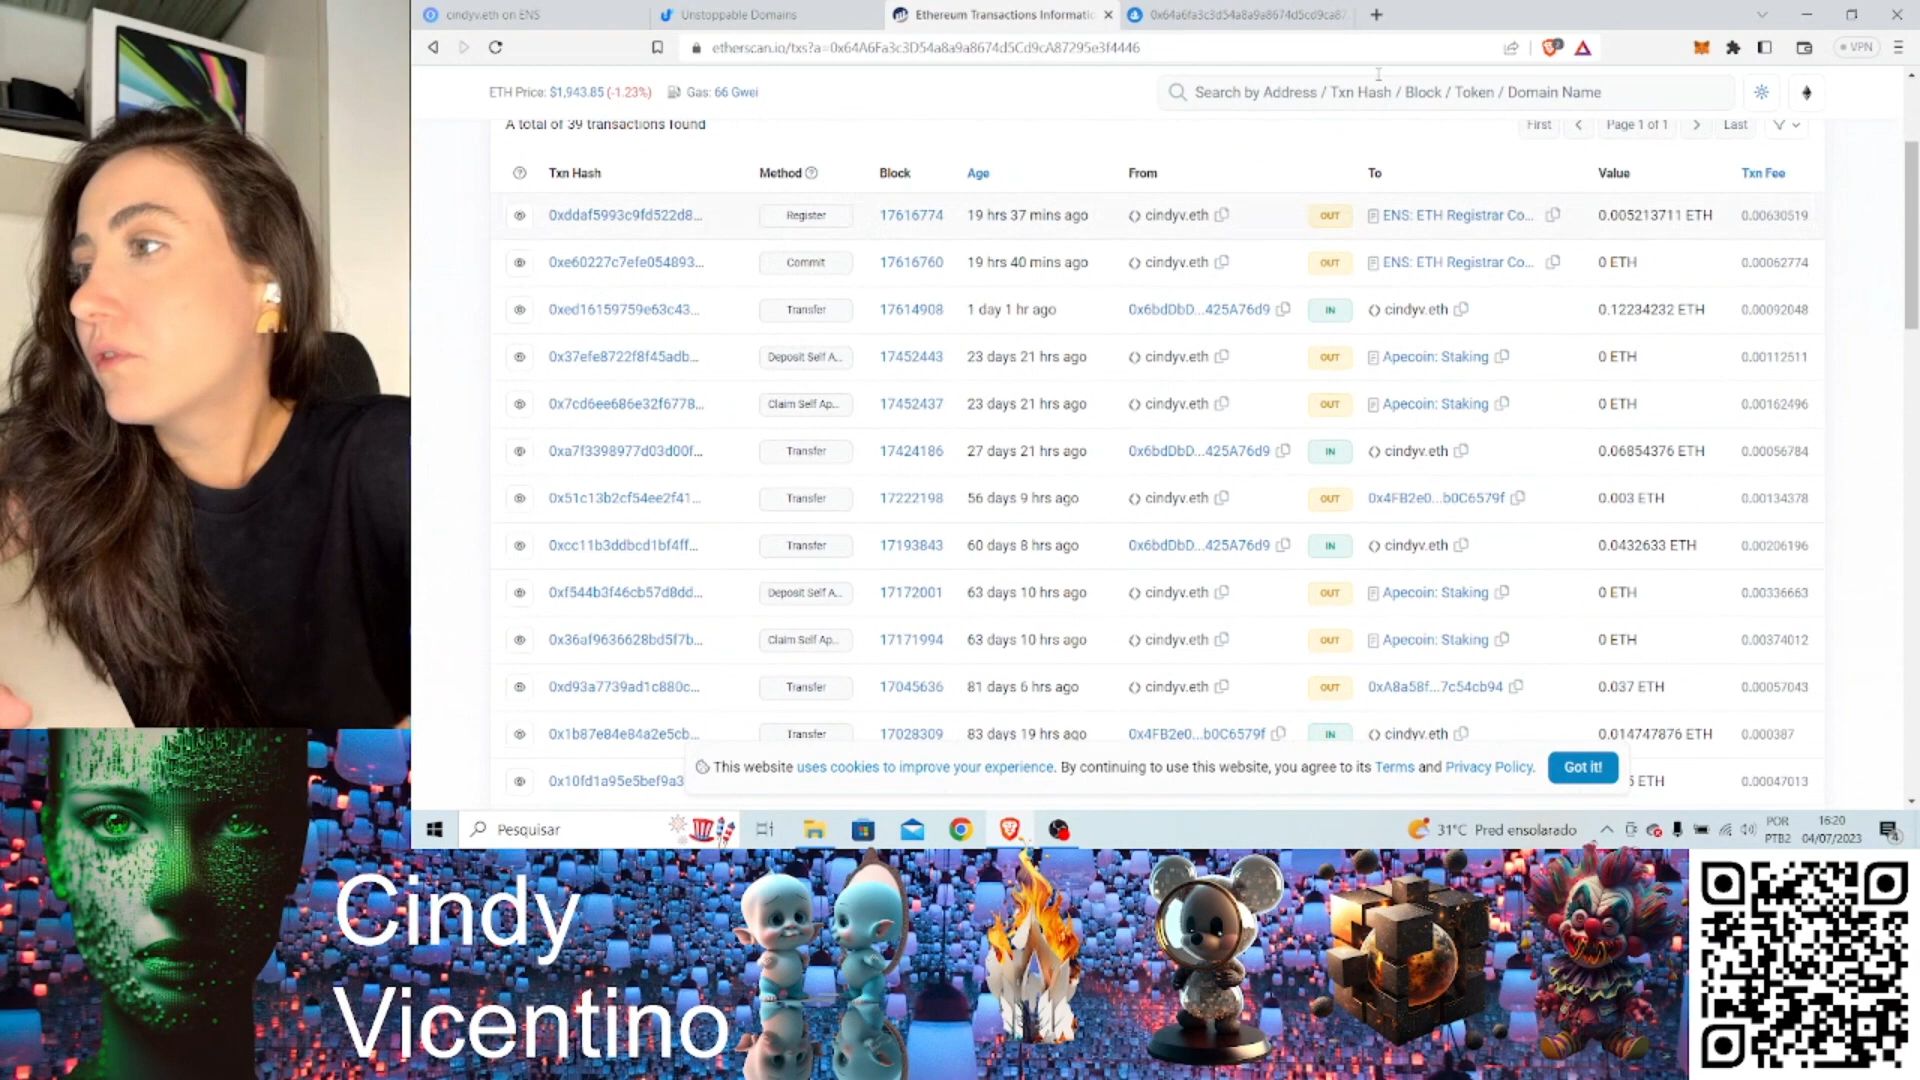 cindyv.eth on ENS
Unstoppable Domains
Ethereum Transactions Informatio
0x64a6fa3c3d54a8a9a8674d5cd9ca87
etherscan.io/txs?a=0x64A6Fa3c3D54a8a9a8674d5Cd9cA87295e3f4446
VPN
ETH Price: $1,943.85 (-1.23%) Gas: 66 Gwei
Search by Address / Txn Hash / Block / Token / Domain Name
A total of 39 transactions found
First < Page 1 of 1 > Last
Txn Hash Method Block Age From To Value Txn Fee
0xddaf5993c9fd522d8... Register 17616774 19 hrs 37 mins ago cindyv.eth OUT ENS: ETH Registrar Co... 0.005213711 ETH 0.00630519
0xe60227c7efe054893... Commit 17616760 19 hrs 40 mins ago cindyv.eth OUT ENS: ETH Registrar Co... 0 ETH 0.00062774
0xed16159759e63c43... Transfer 17614908 1 day 1 hr ago 0x6bdDbD...425A76d9 IN cindyv.eth 0.12234232 ETH 0.00092048
0x37efe8722f8f45adb... Deposit Self A... 17452443 23 days 21 hrs ago cindyv.eth OUT Apecoin: Staking 0 ETH 0.00112511
0x7cd6ee686e32f6778... Claim Self Ap... 17452437 23 days 21 hrs ago cindyv.eth OUT Apecoin: Staking 0 ETH 0.00162496
0xa7f3398977d03d00f... Transfer 17424186 27 days 21 hrs ago 0x6bdDbD...425A76d9 IN cindyv.eth 0.06854376 ETH 0.00056784
0x51c13b2cf54ee2f41... Transfer 17222198 56 days 9 hrs ago cindyv.eth OUT 0x4FB2e0...b0C6579f 0.003 ETH 0.00134378
0xcc11b3ddbcd1bf4ff... Transfer 17193843 60 days 8 hrs ago 0x6bdDbD...425A76d9 IN cindyv.eth 0.0432633 ETH 0.00206196
0xf544b3f46cb57d8dd... Deposit Self A... 17172001 63 days 10 hrs ago cindyv.eth OUT Apecoin: Staking 0 ETH 0.00336663
0x36af9636628bd5f7b... Claim Self Ap... 17171994 63 days 10 hrs ago cindyv.eth OUT Apecoin: Staking 0 ETH 0.00374012
0xd93a7739ad1c880c... Transfer 17045636 81 days 6 hrs ago cindyv.eth OUT 0xA8a58f...7c54cb94 0.037 ETH 0.00057043
0x1b87e84e84a2e5cb... Transfer 17028309 83 days 19 hrs ago 0x4FB2e0...b0C6579f IN cindyv.eth 0.014747876 ETH 0.000387
This website uses cookies to improve your experience. By continuing to use this website, you agree to its Terms and Privacy Policy. Got it!
0x10fd1a95e5bef9a3 5 ETH 0.00047013
Pesquisar
31°C Pred ensolarado
POR
PTB2
16:20
04/07/2023
4
Cindy
Vicentino